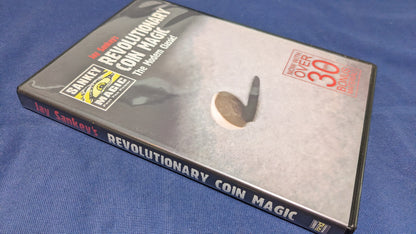 Jay Sankey's
REVOLUTIONARY
COIN MAGIC
The Modern Classic!
SANKEY
MAGIC
NOW WITH
OVER
30
Jay Sankey's REVOLUTIONARY COIN MAGIC